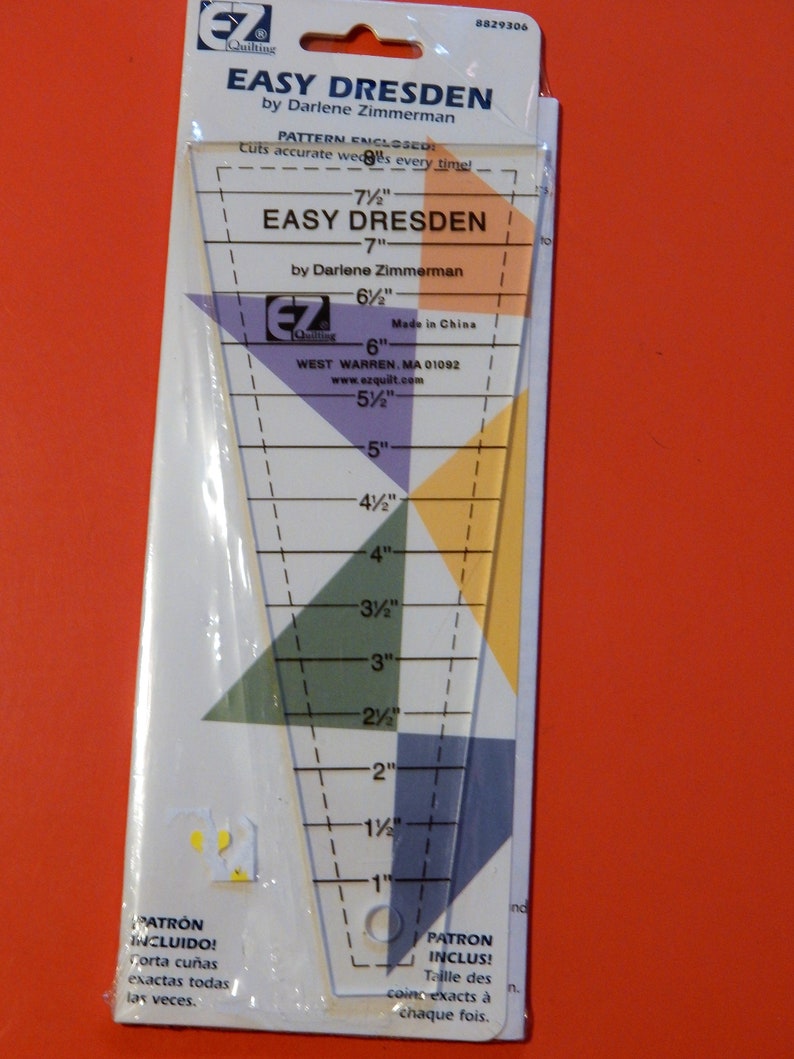 EZ®
Quilting
8829306
EASY DRESDEN
by Darlene Zimmerman
PATTERN ENCLOSED!
Cuts accurate wedges every time!
8"
7½"
EASY DRESDEN
7"
by Darlene Zimmerman
6½"
EZ®
Quilting
Made in China
6"
WEST WARREN, MA 01092
www.ezquilt.com
5½"
5"
4½"
4"
3½"
3"
2½"
2"
1½"
1"
¡PATRÓN
INCLUIDO!
Corta cuñas
exactas todas
las veces.
PATRON
INCLUS!
Taille des
coins exacts à
chaque fois.
to
nd
n.